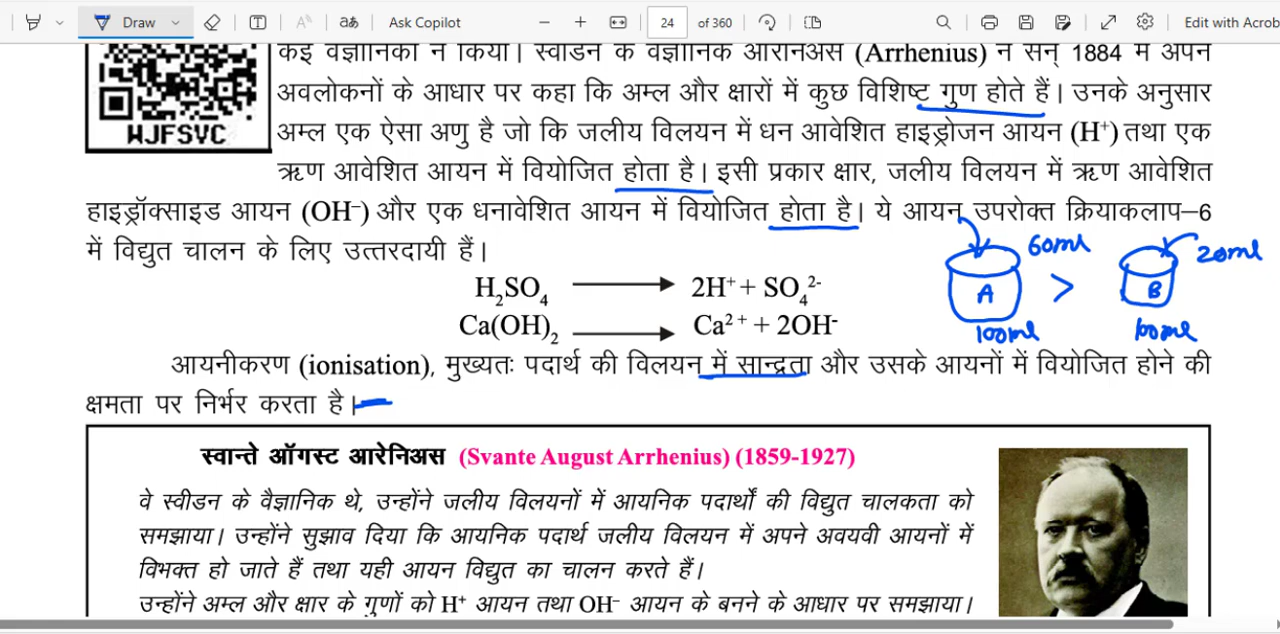 Draw
aあ
Ask Copilot
24 of 360
Edit with Acrob
कई वैज्ञानिकों ने किया। स्वीडन के वैज्ञानिक आरेनिअस (Arrhenius) ने सन् 1884 में अपने
अवलोकनों के आधार पर कहा कि अम्ल और क्षारों में कुछ विशिष्ट गुण होते हैं। उनके अनुसार
WJFSVC
अम्ल एक ऐसा अणु है जो कि जलीय विलयन में धन आवेशित हाइड्रोजन आयन (H⁺) तथा एक
ऋण आवेशित आयन में वियोजित होता है। इसी प्रकार क्षार, जलीय विलयन में ऋण आवेशित
हाइड्रॉक्साइड आयन (OH⁻) और एक धनावेशित आयन में वियोजित होता है। ये आयन उपरोक्त क्रियाकलाप–6
में विद्युत चालन के लिए उत्तरदायी हैं।
60ml 20ml
A > B
100ml 100ml
H₂SO₄ ⟶ 2H⁺ + SO₄²⁻
Ca(OH)₂ ⟶ Ca²⁺ + 2OH⁻
आयनीकरण (ionisation), मुख्यतः पदार्थ की विलयन में सान्द्रता और उसके आयनों में वियोजित होने की
क्षमता पर निर्भर करता है।
स्वान्ते ऑगस्ट आरेनिअस (Svante August Arrhenius) (1859-1927)
वे स्वीडन के वैज्ञानिक थे, उन्होंने जलीय विलयनों में आयनिक पदार्थों की विद्युत चालकता को
समझाया। उन्होंने सुझाव दिया कि आयनिक पदार्थ जलीय विलयन में अपने अवयवी आयनों में
विभक्त हो जाते हैं तथा यही आयन विद्युत का चालन करते हैं।
उन्होंने अम्ल और क्षार के गुणों को H⁺ आयन तथा OH⁻ आयन के बनने के आधार पर समझाया।